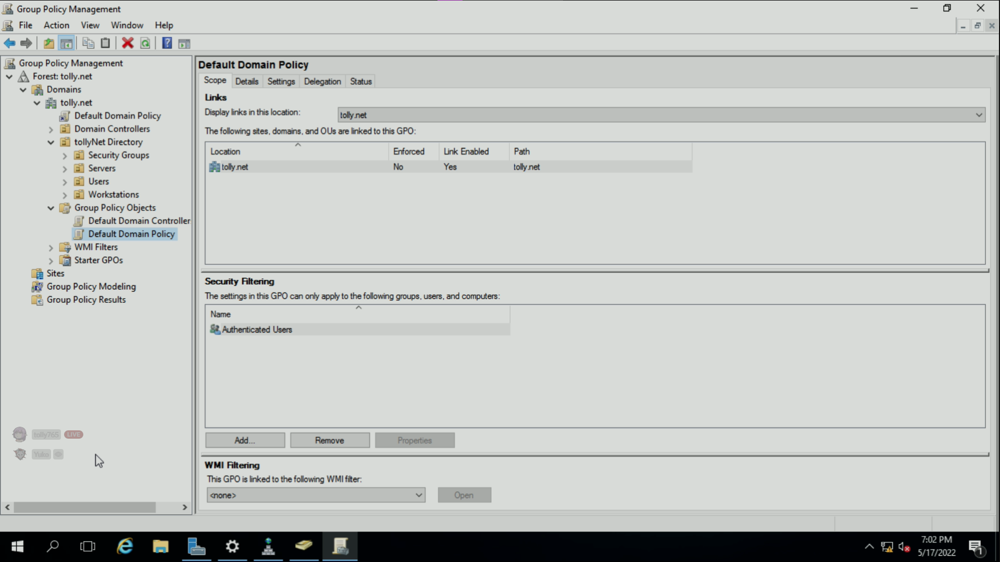 Group Policy Management
File Action View Window Help
Group Policy Management
Forest: tolly.net
Domains
tolly.net
Default Domain Policy
Domain Controllers
tollyNet Directory
Security Groups
Servers
Users
Workstations
Group Policy Objects
Default Domain Controller
Default Domain Policy
WMI Filters
Starter GPOs
Sites
Group Policy Modeling
Group Policy Results
tolly765 LIVE
Yuko
Default Domain Policy
Scope Details Settings Delegation Status
Links
Display links in this location: tolly.net
The following sites, domains, and OUs are linked to this GPO:
Location Enforced Link Enabled Path
tolly.net No Yes tolly.net
Security Filtering
The settings in this GPO can only apply to the following groups, users, and computers:
Name
Authenticated Users
Add... Remove Properties
WMI Filtering
This GPO is linked to the following WMI filter:
<none> Open
7:02 PM
5/17/2022
1